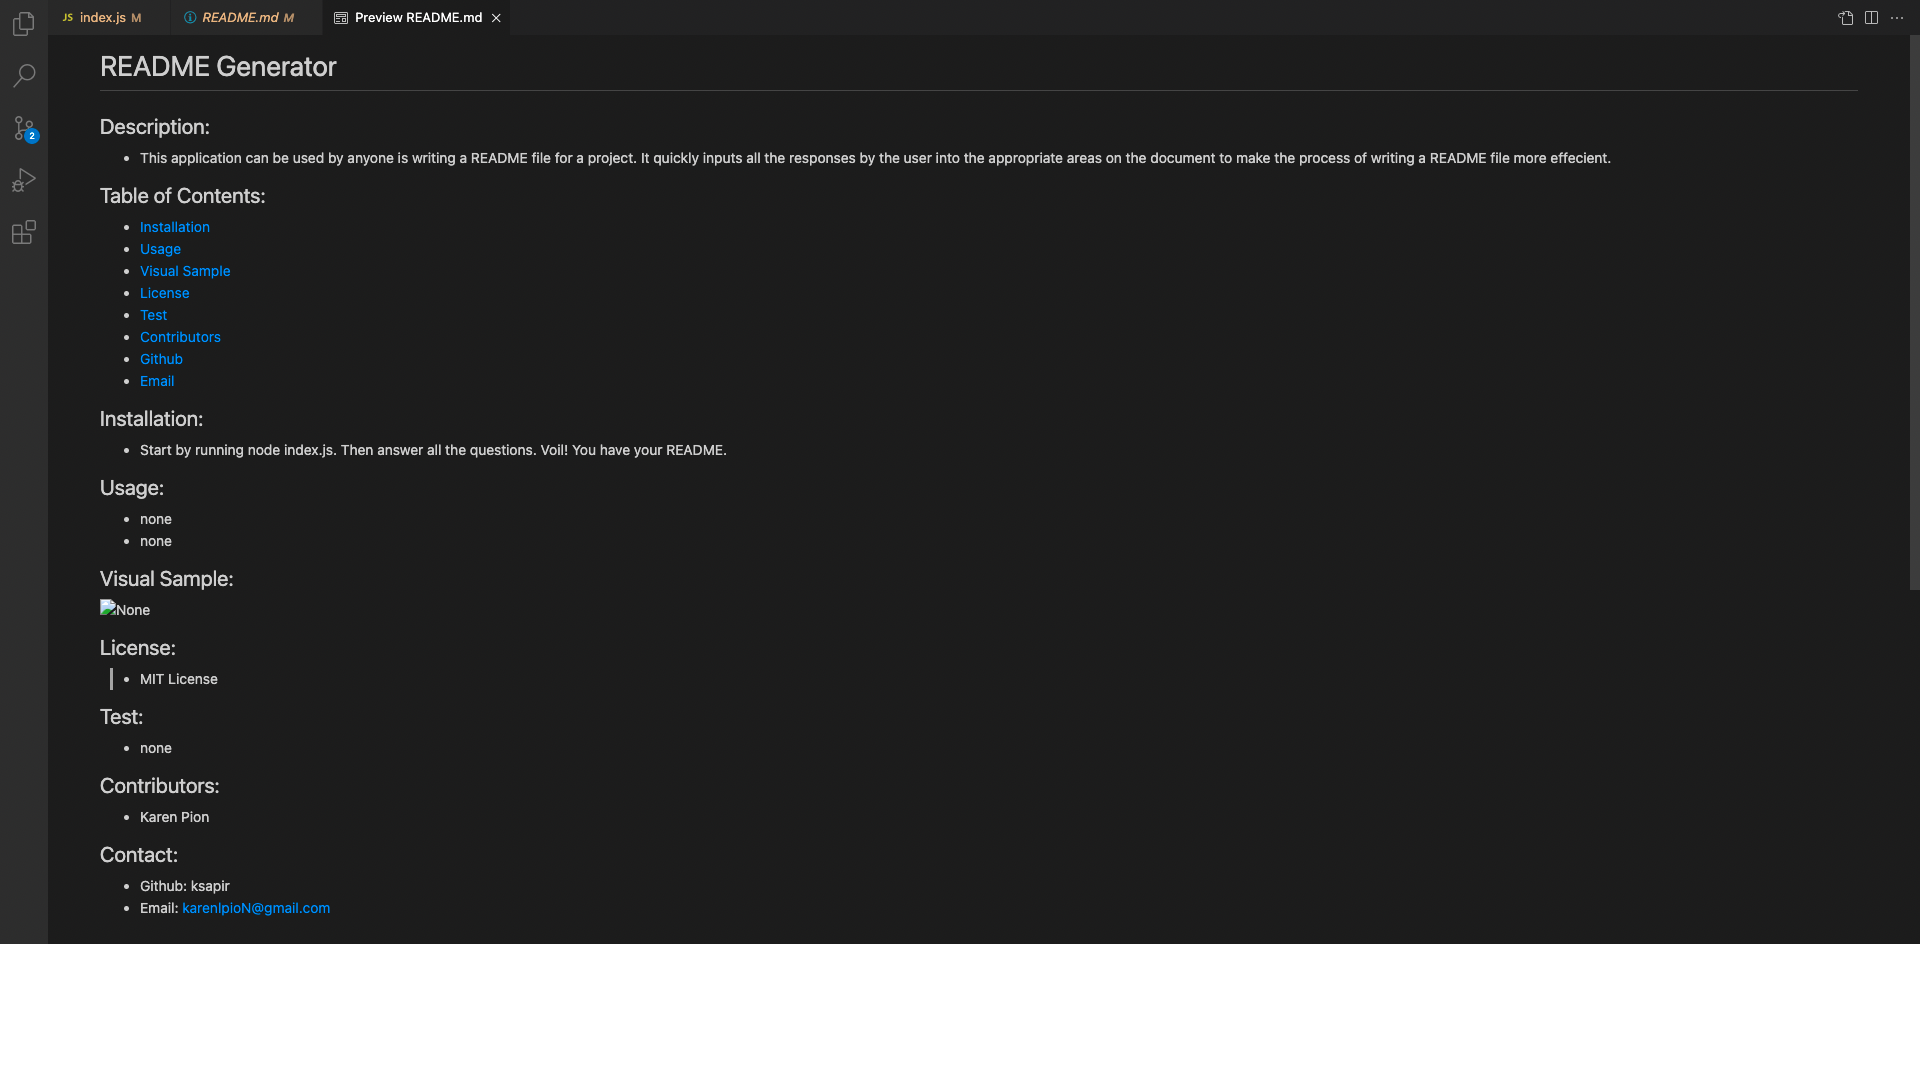 JS index.js M README.md M Preview README.md
README Generator
2
Description:
This application can be used by anyone is writing a README file for a project. It quickly inputs all the responses by the user into the appropriate areas on the document to make the process of writing a README file more effecient.
Table of Contents:
Installation
Usage
Visual Sample
License
Test
Contributors
Github
Email
Installation:
Start by running node index.js. Then answer all the questions. Voil! You have your README.
Usage:
none
none
Visual Sample:
None
License:
MIT License
Test:
none
Contributors:
Karen Pion
Contact:
Github: ksapir
Email: karenlpioN@gmail.com